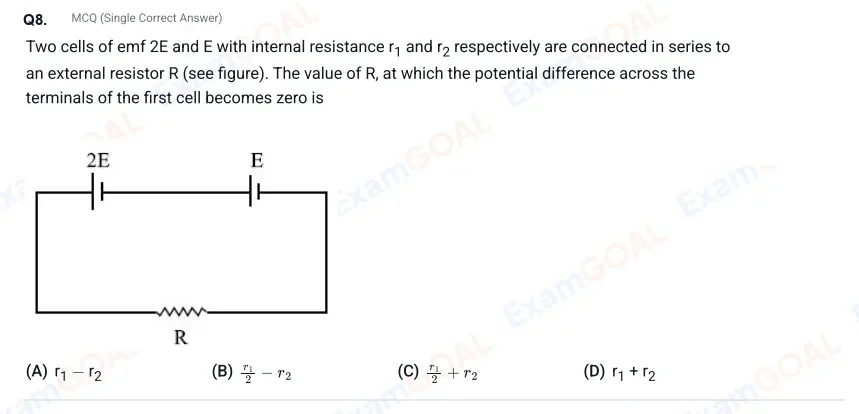 Q8. MCQ (Single Correct Answer)
Two cells of emf 2E and E with internal resistance r₁ and r₂ respectively are connected in series to
an external resistor R (see figure). The value of R, at which the potential difference across the
terminals of the first cell becomes zero is
2E E
R
(A) r₁ − r₂ (B) r₁/2 − r₂ (C) r₁/2 + r₂ (D) r₁ + r₂
ExamGOAL